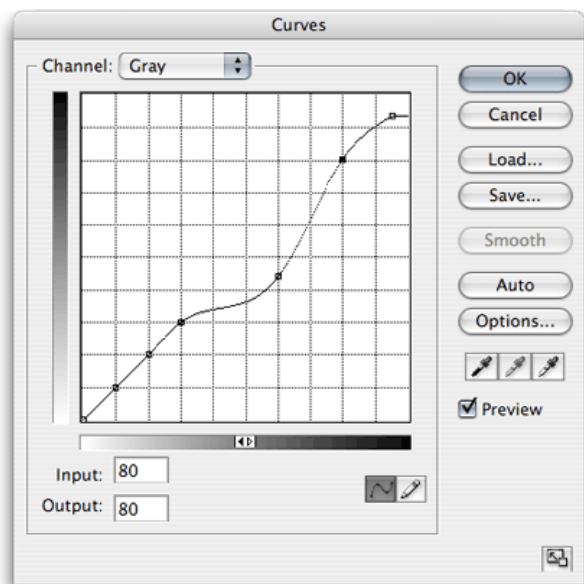 Curves
Channel: Gray
OK
Cancel
Load...
Save...
Smooth
Auto
Options...
Preview
Input: 80
Output: 80